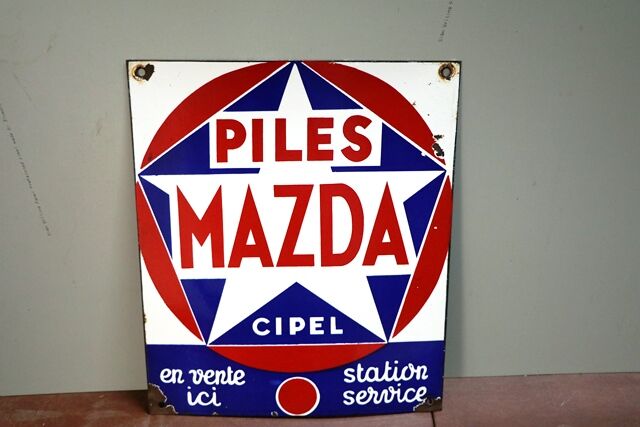 PILES
MAZDA
CIPEL
en vente
ici
station
service